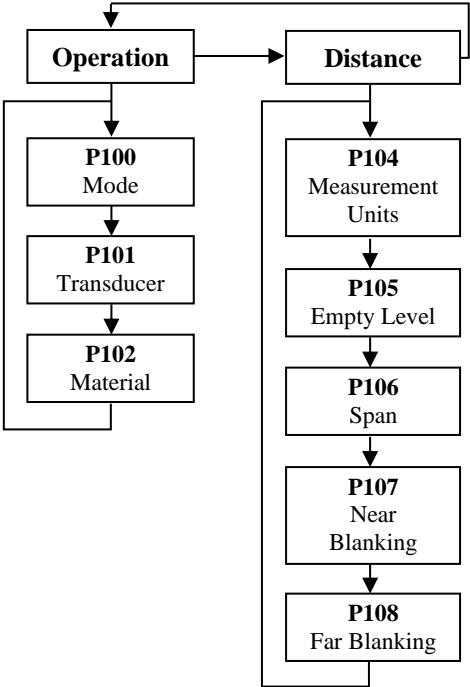 Operation
Distance
P100
Mode
P101
Transducer
P102
Material
P104
Measurement
Units
P105
Empty Level
P106
Span
P107
Near
Blanking
P108
Far Blanking